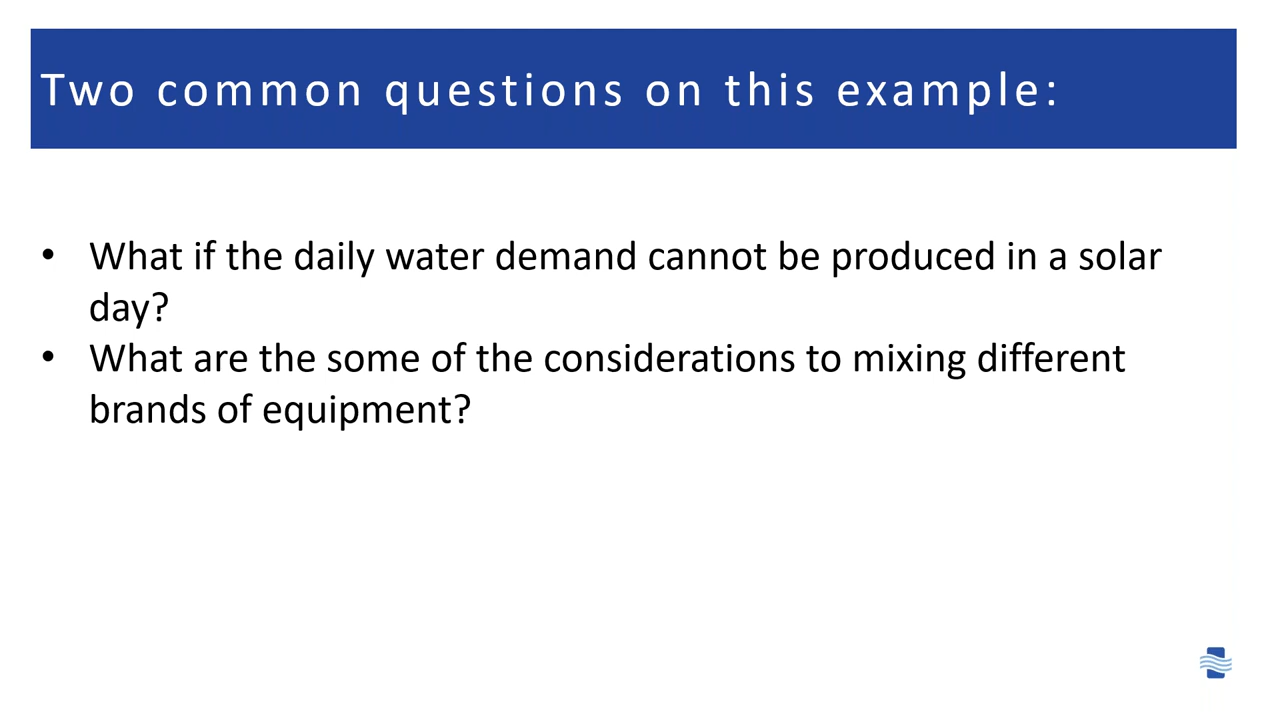 Two common questions on this example:
• What if the daily water demand cannot be produced in a solar
day?
• What are the some of the considerations to mixing different
brands of equipment?